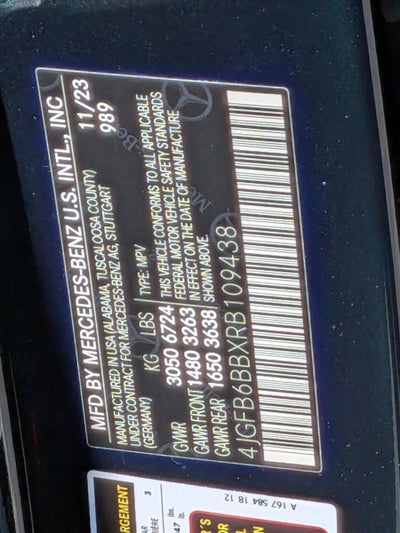 MFD BY MERCEDES-BENZ U.S. INTL., INC
MANUFACTURED IN USA (ALABAMA, TUSCALOOSA COUNTY)
UNDER CONTRACT FOR MERCEDES-BENZ AG, STUTTGART
GERMANY)
11/23
989
KG LBS TYPE: MPV
GVWR 3050 6724
GAWR FRONT 1480 3263
GAWR REAR 1650 3638
THIS VEHICLE CONFORMS TO ALL APPLICABLE
FEDERAL MOTOR VEHICLE SAFETY STANDARDS
IN EFFECT ON THE DATE OF MANUFACTURE
SHOWN ABOVE.
4JGFB6BBXRB109438
A 167 584 18 12
3